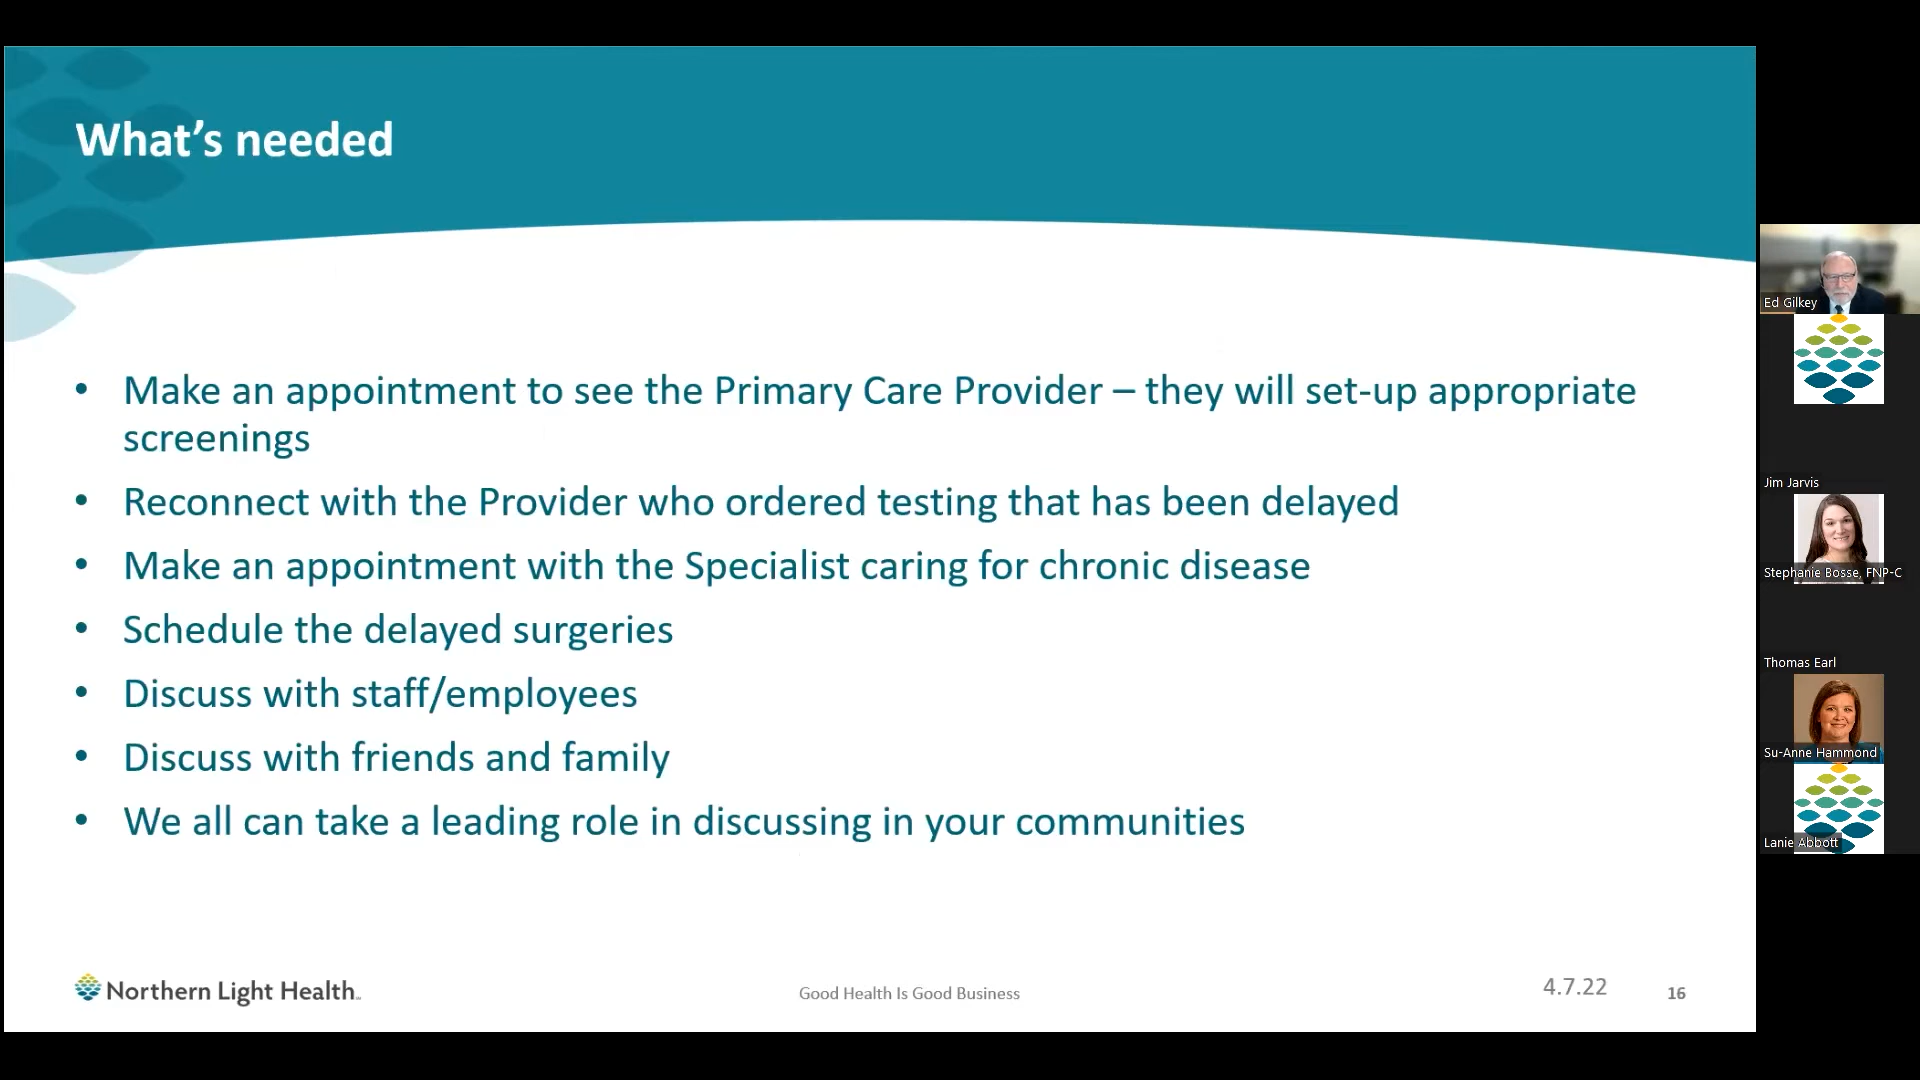 What's needed
• Make an appointment to see the Primary Care Provider – they will set-up appropriate
screenings
• Reconnect with the Provider who ordered testing that has been delayed
• Make an appointment with the Specialist caring for chronic disease
• Schedule the delayed surgeries
• Discuss with staff/employees
• Discuss with friends and family
• We all can take a leading role in discussing in your communities
Northern Light Health
Good Health Is Good Business
4.7.22
16
Ed Gilkey
Jim Jarvis
Stephanie Bosse, FNP-C
Thomas Earl
Su-Anne Hammond
Lanie Abbott